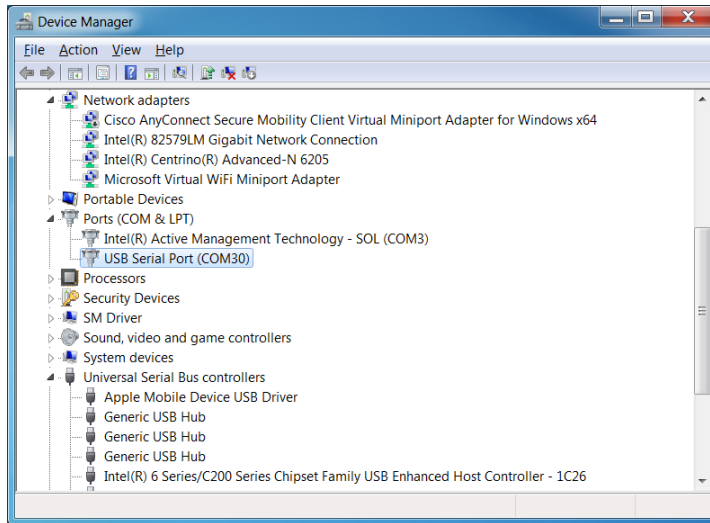 Device Manager
File Action View Help
Network adapters
Cisco AnyConnect Secure Mobility Client Virtual Miniport Adapter for Windows x64
Intel(R) 82579LM Gigabit Network Connection
Intel(R) Centrino(R) Advanced-N 6205
Microsoft Virtual WiFi Miniport Adapter
Portable Devices
Ports (COM & LPT)
Intel(R) Active Management Technology - SOL (COM3)
USB Serial Port (COM30)
Processors
Security Devices
SM Driver
Sound, video and game controllers
System devices
Universal Serial Bus controllers
Apple Mobile Device USB Driver
Generic USB Hub
Generic USB Hub
Generic USB Hub
Intel(R) 6 Series/C200 Series Chipset Family USB Enhanced Host Controller - 1C26